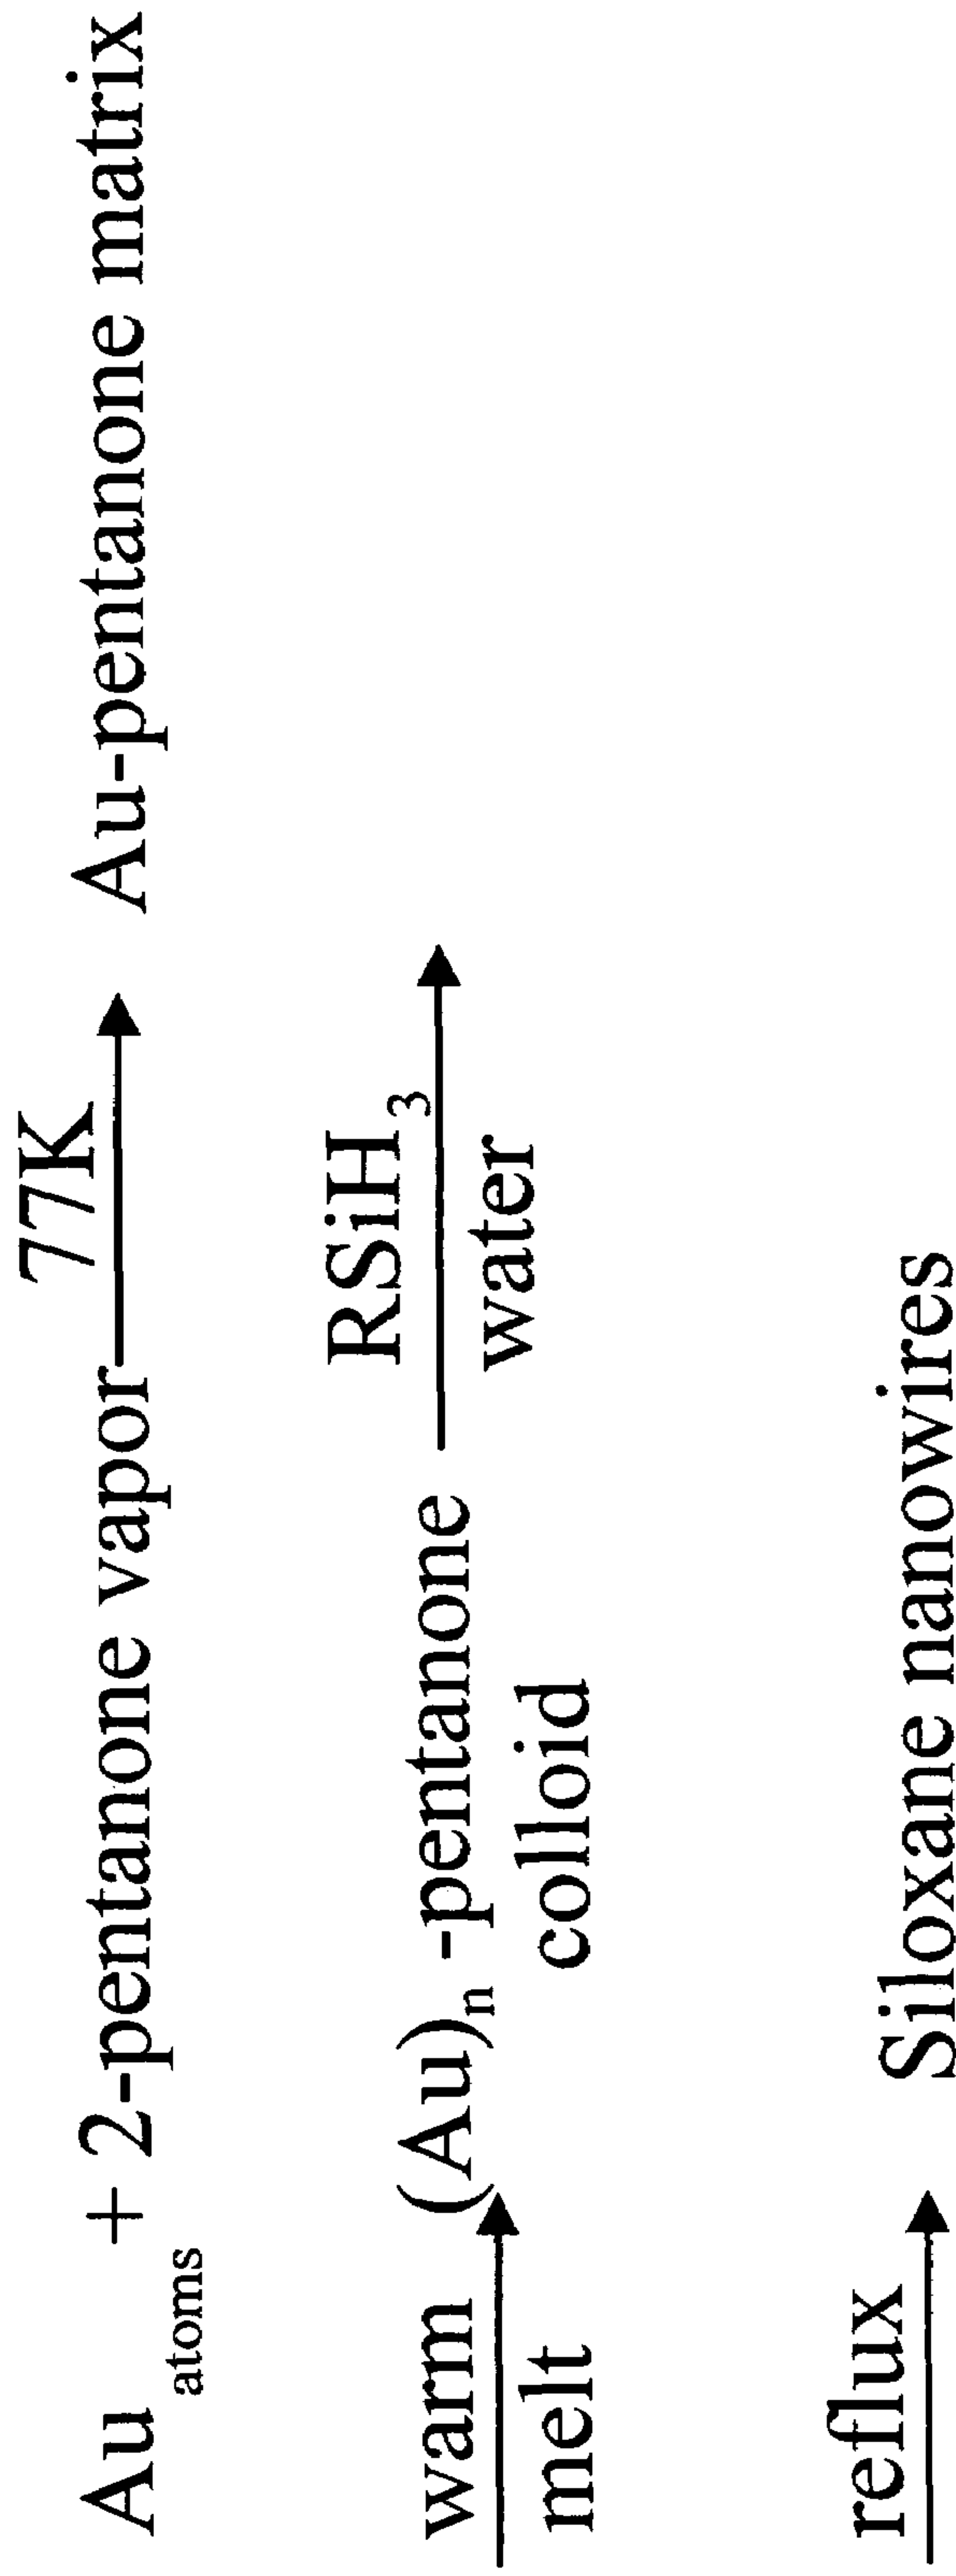 77K
Au atoms + 2-pentanone vapor Au-pentanone matrix
warm (Au)n -pentanone RSiH3
melt colloid water
reflux Siloxane nanowires